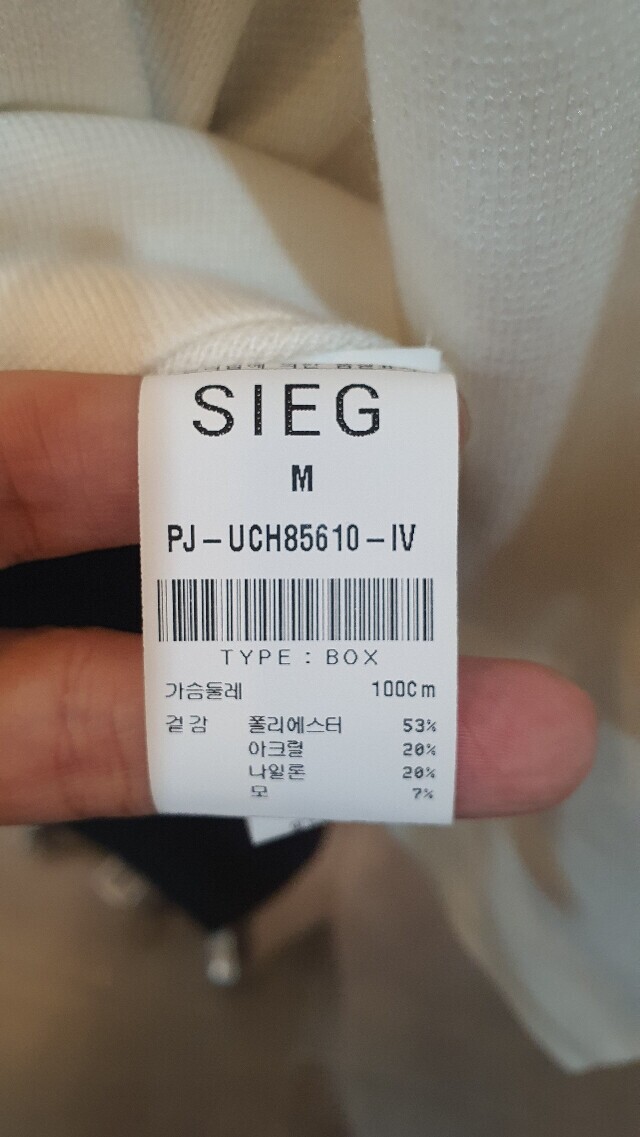 SIEG
M
PJ-UCH85610-IV
TYPE : BOX
가슴둘레 100Cm
겉감 폴리에스터 53%
아크릴 20%
나일론 20%
모 7%